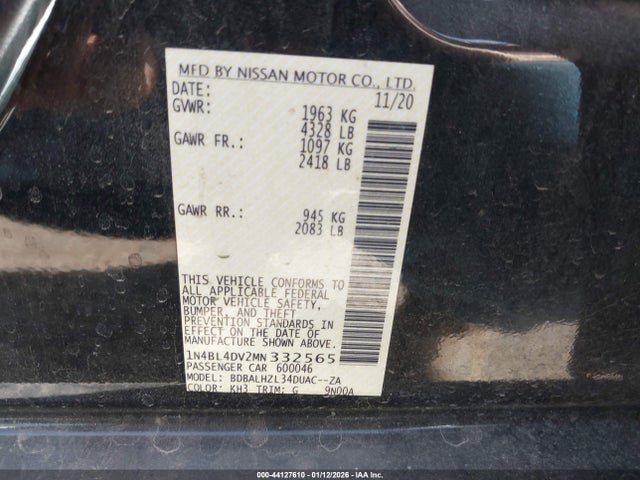 MFD BY NISSAN MOTOR CO., LTD.
DATE: 11/20
GVWR: 1963 KG
4328 LB
GAWR FR.: 1097 KG
2418 LB
GAWR RR.: 945 KG
2083 LB
THIS VEHICLE CONFORMS TO
ALL APPLICABLE FEDERAL
MOTOR VEHICLE SAFETY,
BUMPER, AND THEFT
PREVENTION STANDARDS IN
EFFECT ON THE DATE OF
MANUFACTURE SHOWN ABOVE.
1N4BL4DV2MN332565
PASSENGER CAR 600046
MODEL: BDBALHZL34DUAC--ZA
COLOR: KH3 TRIM: G 9N00A
000-44127610 - 01/12/2026 - IAA Inc.